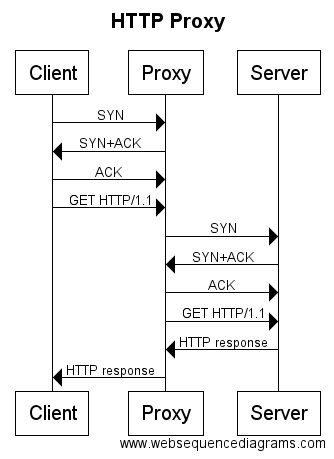 HTTP Proxy
Client Proxy Server
SYN
SYN+ACK
ACK
GET HTTP/1.1
SYN
SYN+ACK
ACK
GET HTTP/1.1
HTTP response
HTTP response
Client Proxy Server
www.websequencediagrams.com